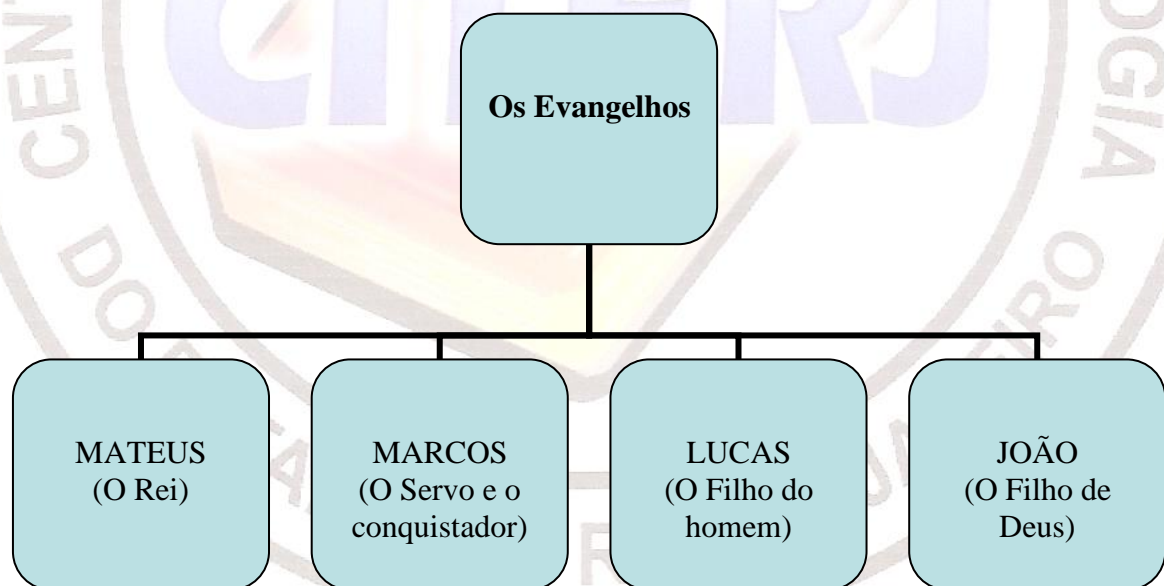 Os Evangelhos
MATEUS
(O Rei)
MARCOS
(O Servo e o
conquistador)
LUCAS
(O Filho do
homem)
JOÃO
(O Filho de
Deus)